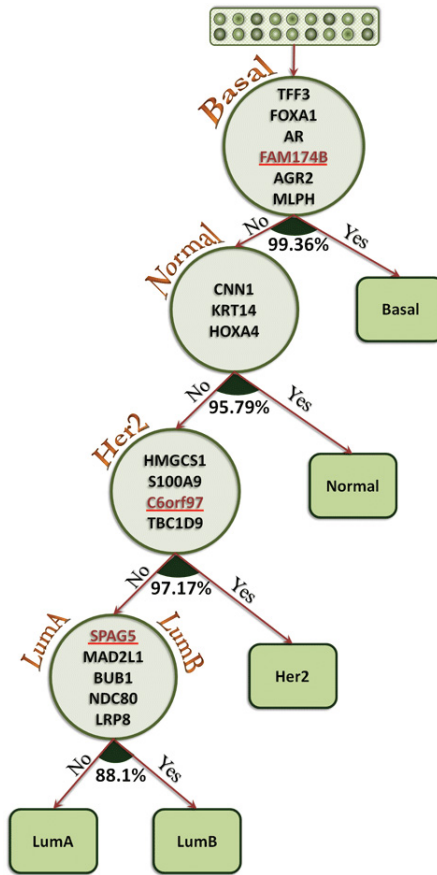 Basal
TFF3
FOXA1
AR
FAM174B
AGR2
MLPH
No
Yes
99.36%
Basal
Normal
CNN1
KRT14
HOXA4
No
Yes
95.79%
Normal
Her2
HMGCS1
S100A9
C6orf97
TBC1D9
No
Yes
97.17%
Her2
LumA
LumB
SPAG5
MAD2L1
BUB1
NDC80
LRP8
No
Yes
88.1%
LumA
LumB